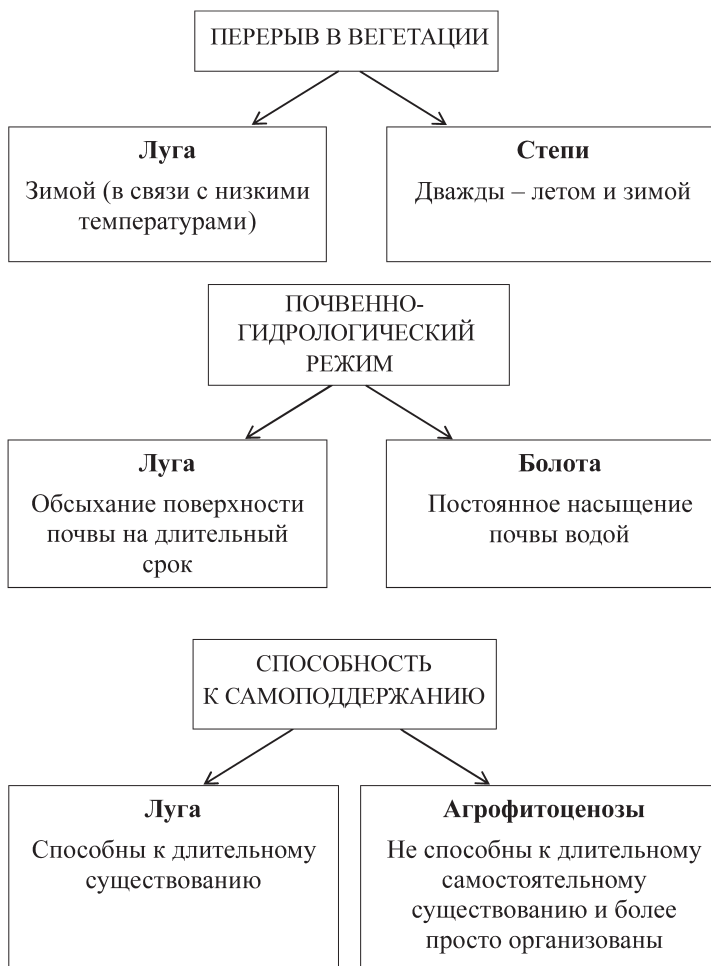 ПЕРЕРЫВ В ВЕГЕТАЦИИ
Луга
Зимой (в связи с низкими
температурами)
Степи
Дважды – летом и зимой
ПОЧВЕННО-
ГИДРОЛОГИЧЕСКИЙ
РЕЖИМ
Луга
Обсыхание поверхности
почвы на длительный
срок
Болота
Постоянное насыщение
почвы водой
СПОСОБНОСТЬ
К САМОПОДДЕРЖАНИЮ
Луга
Способны к длительному
существованию
Агрофитоценозы
Не способны к длительному
самостоятельному
существованию и более
просто организованы